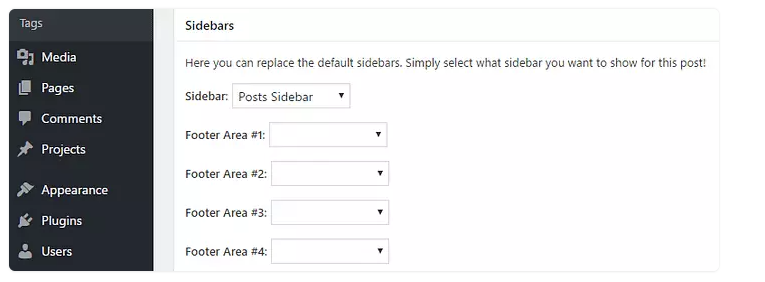 Tags
Media
Pages
Comments
Projects
Appearance
Plugins
Users
Sidebars
Here you can replace the default sidebars. Simply select what sidebar you want to show for this post!
Sidebar: Posts Sidebar
Footer Area #1:
Footer Area #2:
Footer Area #3:
Footer Area #4: